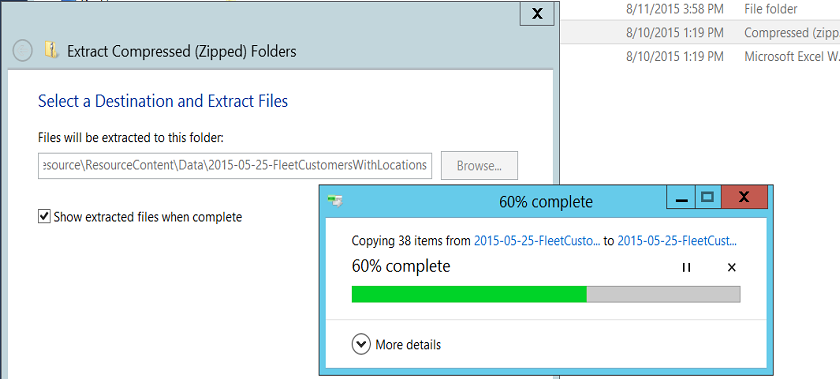 8/11/2015 3:58 PM File folder
X
Extract Compressed (Zipped) Folders
8/10/2015 1:19 PM Compressed (zipp
8/10/2015 1:19 PM Microsoft Excel W
Select a Destination and Extract Files
Files will be extracted to this folder:
esource\ResourceContent\Data\2015-05-25-FleetCustomersWithLocations
Browse...
Show extracted files when complete
60% complete
Copying 38 items from 2015-05-25-FleetCusto... to 2015-05-25-FleetCust...
60% complete
More details